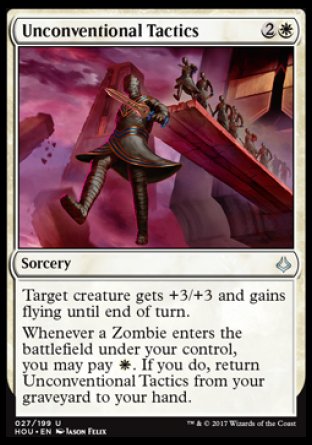 Unconventional Tactics 2
Sorcery
Target creature gets +3/+3 and gains
flying until end of turn.
Whenever a Zombie enters the
battlefield under your control,
you may pay . If you do, return
Unconventional Tactics from your
graveyard to your hand.
027/199 U
HOU • EN Jason Felix
™ & © 2017 Wizards of the Coast